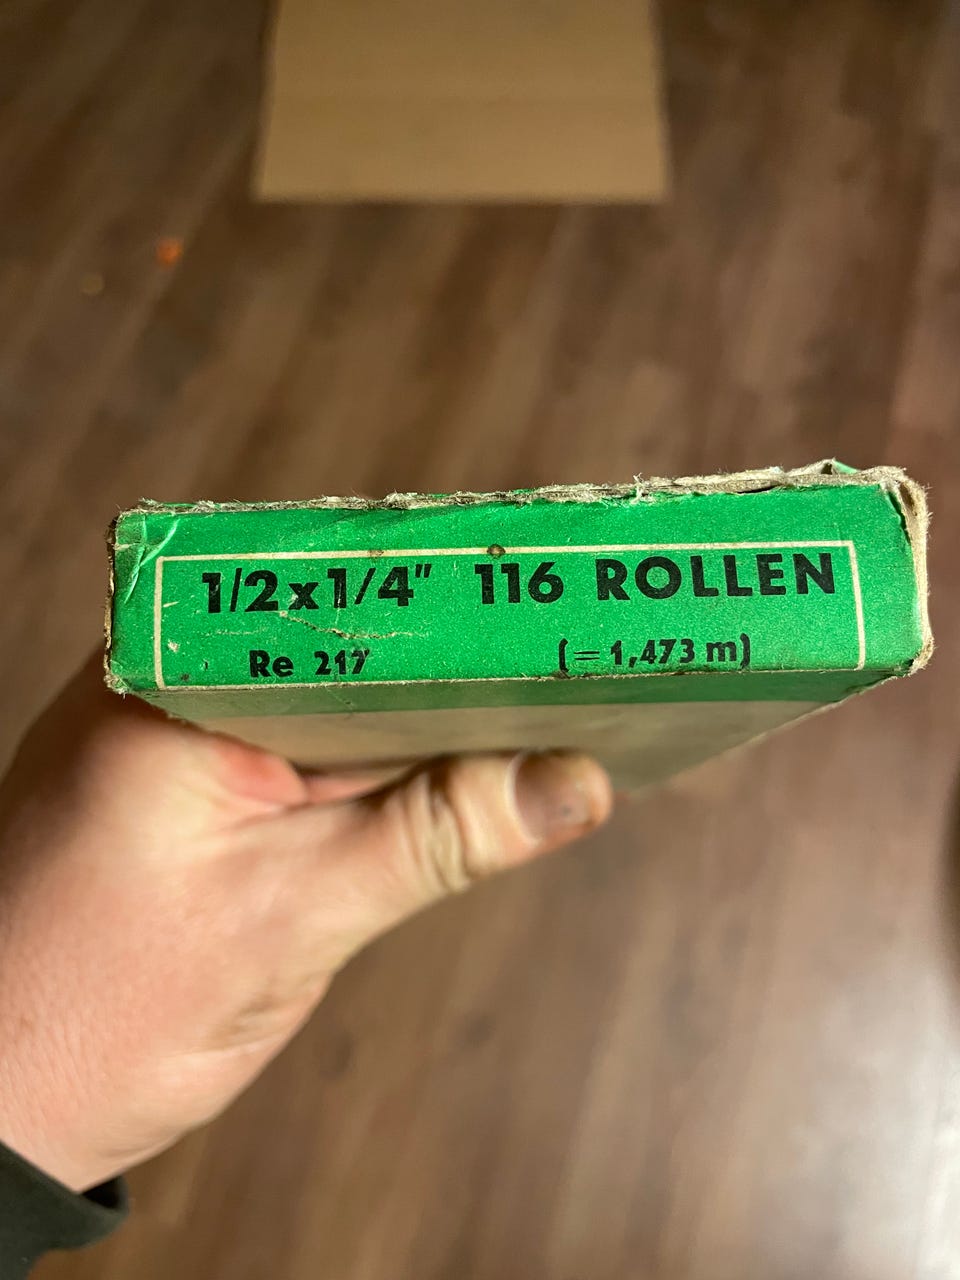 1/2x1/4" 116 ROLLEN
Re 217 (=1,473 m)